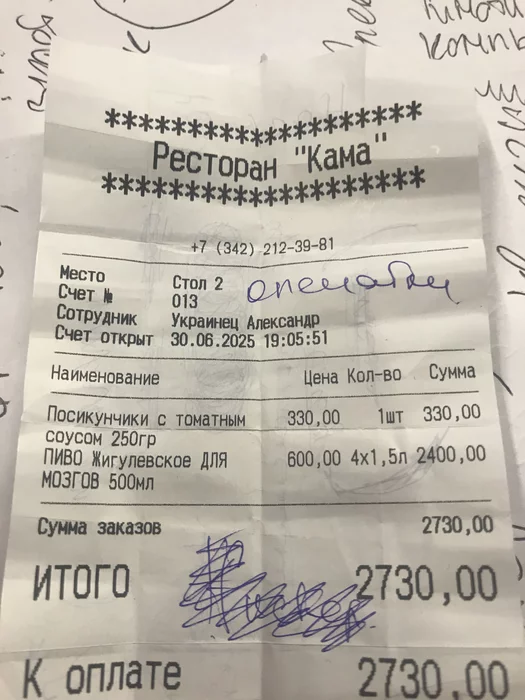 *******************
Ресторан "Кама"
*******************
+7 (342) 212-39-81
Место Стол 2
Счет № 013
опечатки
Сотрудник Украинец Александр
Счет открыт 30.06.2025 19:05:51
Наименование Цена Кол-во Сумма
Посикунчики с томатным 330,00 1шт 330,00
соусом 250гр
ПИВО Жигулевское ДЛЯ 600,00 4x1,5л 2400,00
МОЗГОВ 500мл
Сумма заказов 2730,00
ИТОГО 2730,00
К оплате 2730,00